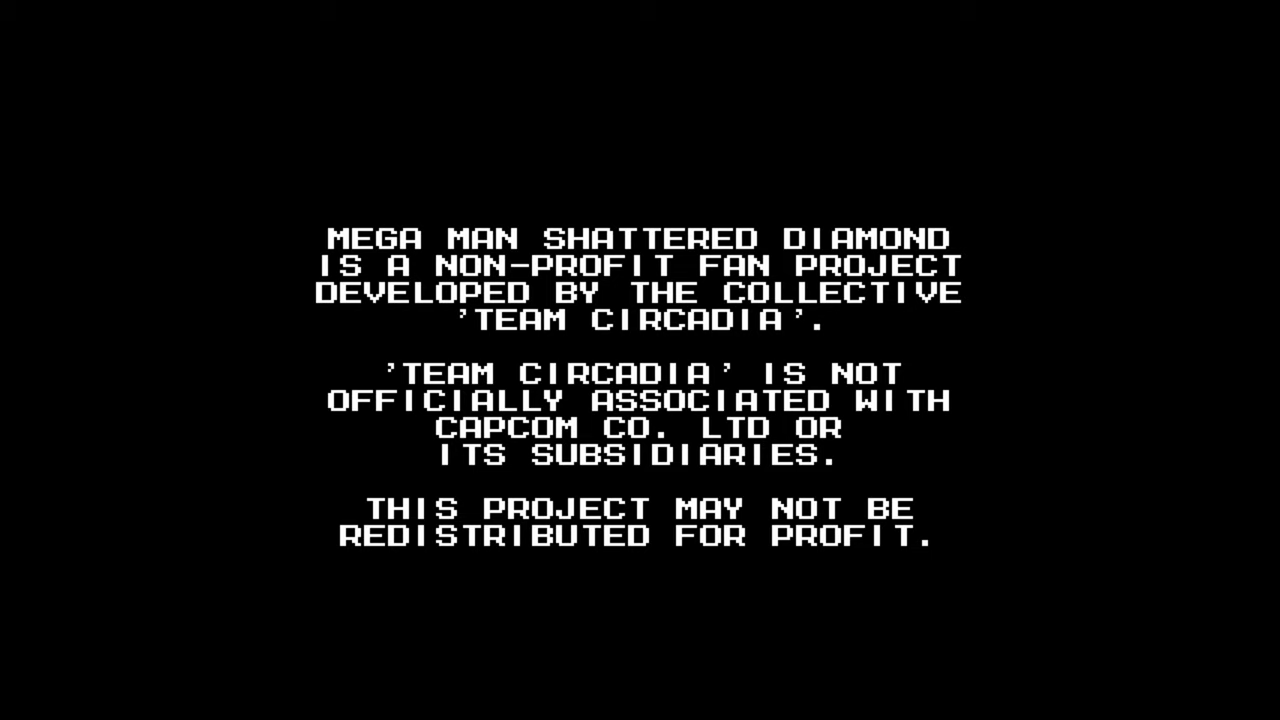 MEGA MAN SHATTERED DIAMOND
IS A NON-PROFIT FAN PROJECT
DEVELOPED BY THE COLLECTIVE
'TEAM CIRCADIA'.
'TEAM CIRCADIA' IS NOT
OFFICIALLY ASSOCIATED WITH
CAPCOM CO. LTD OR
ITS SUBSIDIARIES.
THIS PROJECT MAY NOT BE
REDISTRIBUTED FOR PROFIT.